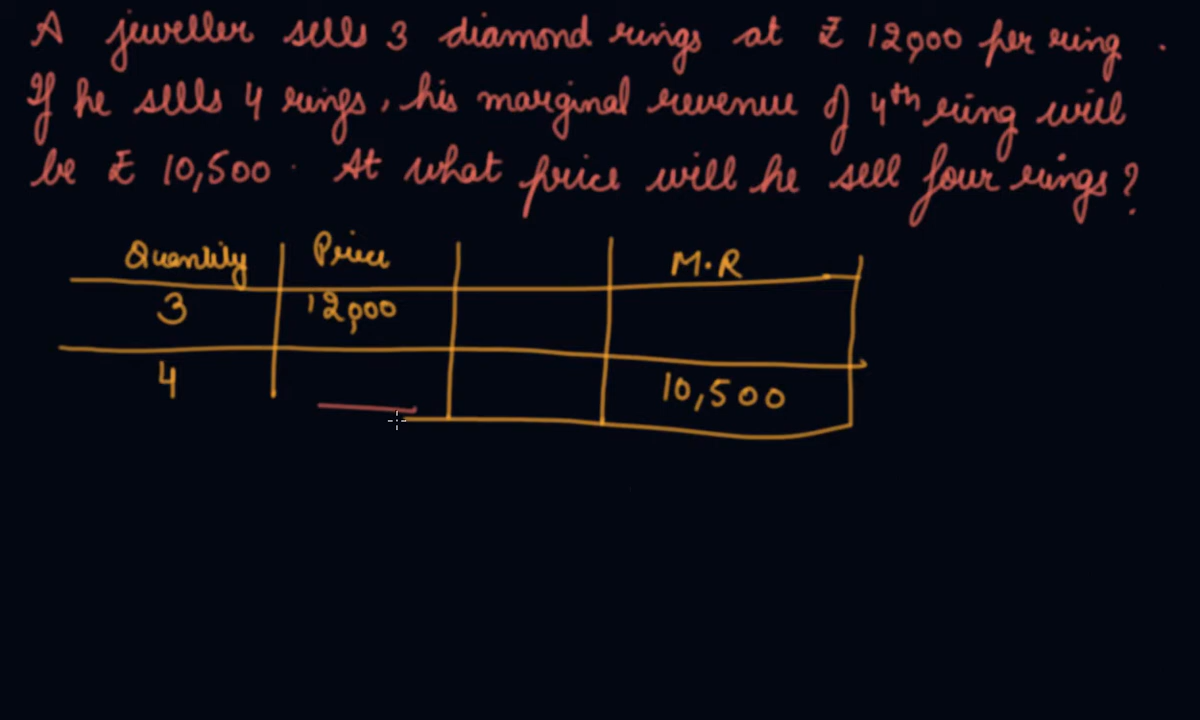 A jeweller sells 3 diamond rings at ₹ 12,000 per ring.
If he sells 4 rings, his marginal revenue of 4th ring will
be ₹ 10,500. At what price will he sell four rings?
Quantity Price M.R
3 12,000
4 10,500